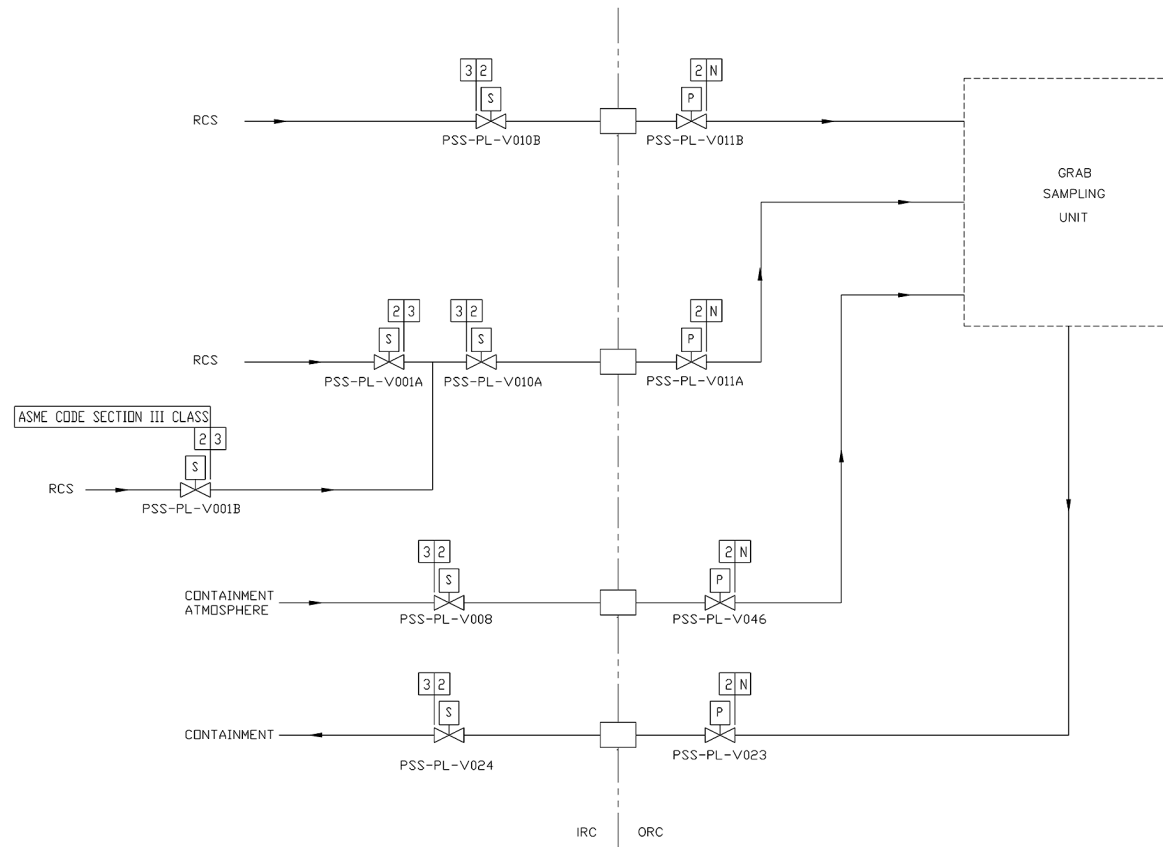 3 2
2 N
S
P
RCS
PSS-PL-V010B
PSS-PL-V011B
GRAB
SAMPLING
UNIT
2 3
3 2
2 N
S
S
P
RCS
PSS-PL-V001A
PSS-PL-V010A
PSS-PL-V011A
ASME CODE SECTION III CLASS
2 3
S
RCS
PSS-PL-V001B
3 2
2 N
S
P
CONTAINMENT
ATMOSPHERE
PSS-PL-V008
PSS-PL-V046
3 2
2 N
S
P
CONTAINMENT
PSS-PL-V024
PSS-PL-V023
IRC
ORC